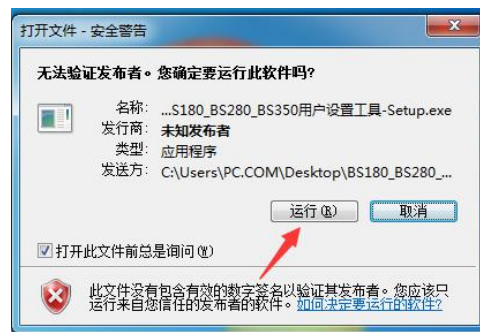 打开文件 - 安全警告
无法验证发布者。您确定要运行此软件吗?
名称: ...S180_BS280_BS350用户设置工具-Setup.exe
发行商: 未知发布者
类型: 应用程序
发送方: C:\Users\PC.COM\Desktop\BS180_BS280_...
运行(R) 取消
打开此文件前总是询问(W)
此文件没有包含有效的数字签名以验证其发布者。您应该只
运行来自您信任的发布者的软件。如何决定要运行的软件?